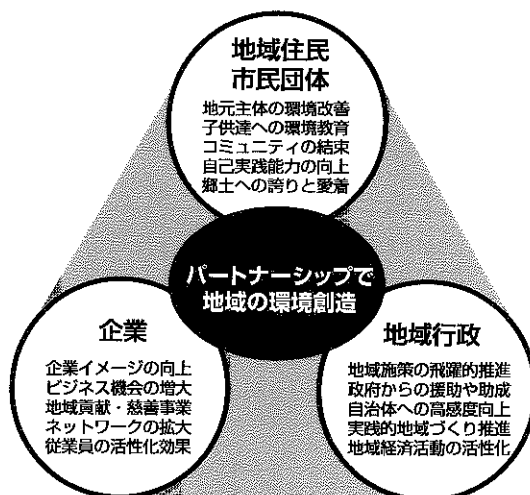 地域住民
市民団体
地元主体の環境改善
子供達への環境教育
コミュニティの結束
自己実践能力の向上
郷土への誇りと愛着
パートナーシップで
地域の環境創造
企業
企業イメージの向上
ビジネス機会の増大
地域貢献・慈善事業
ネットワークの拡大
従業員の活性化効果
地域行政
地域施策の飛躍的推進
政府からの援助や助成
自治体への高感度向上
実践的地域づくり推進
地域経済活動の活性化